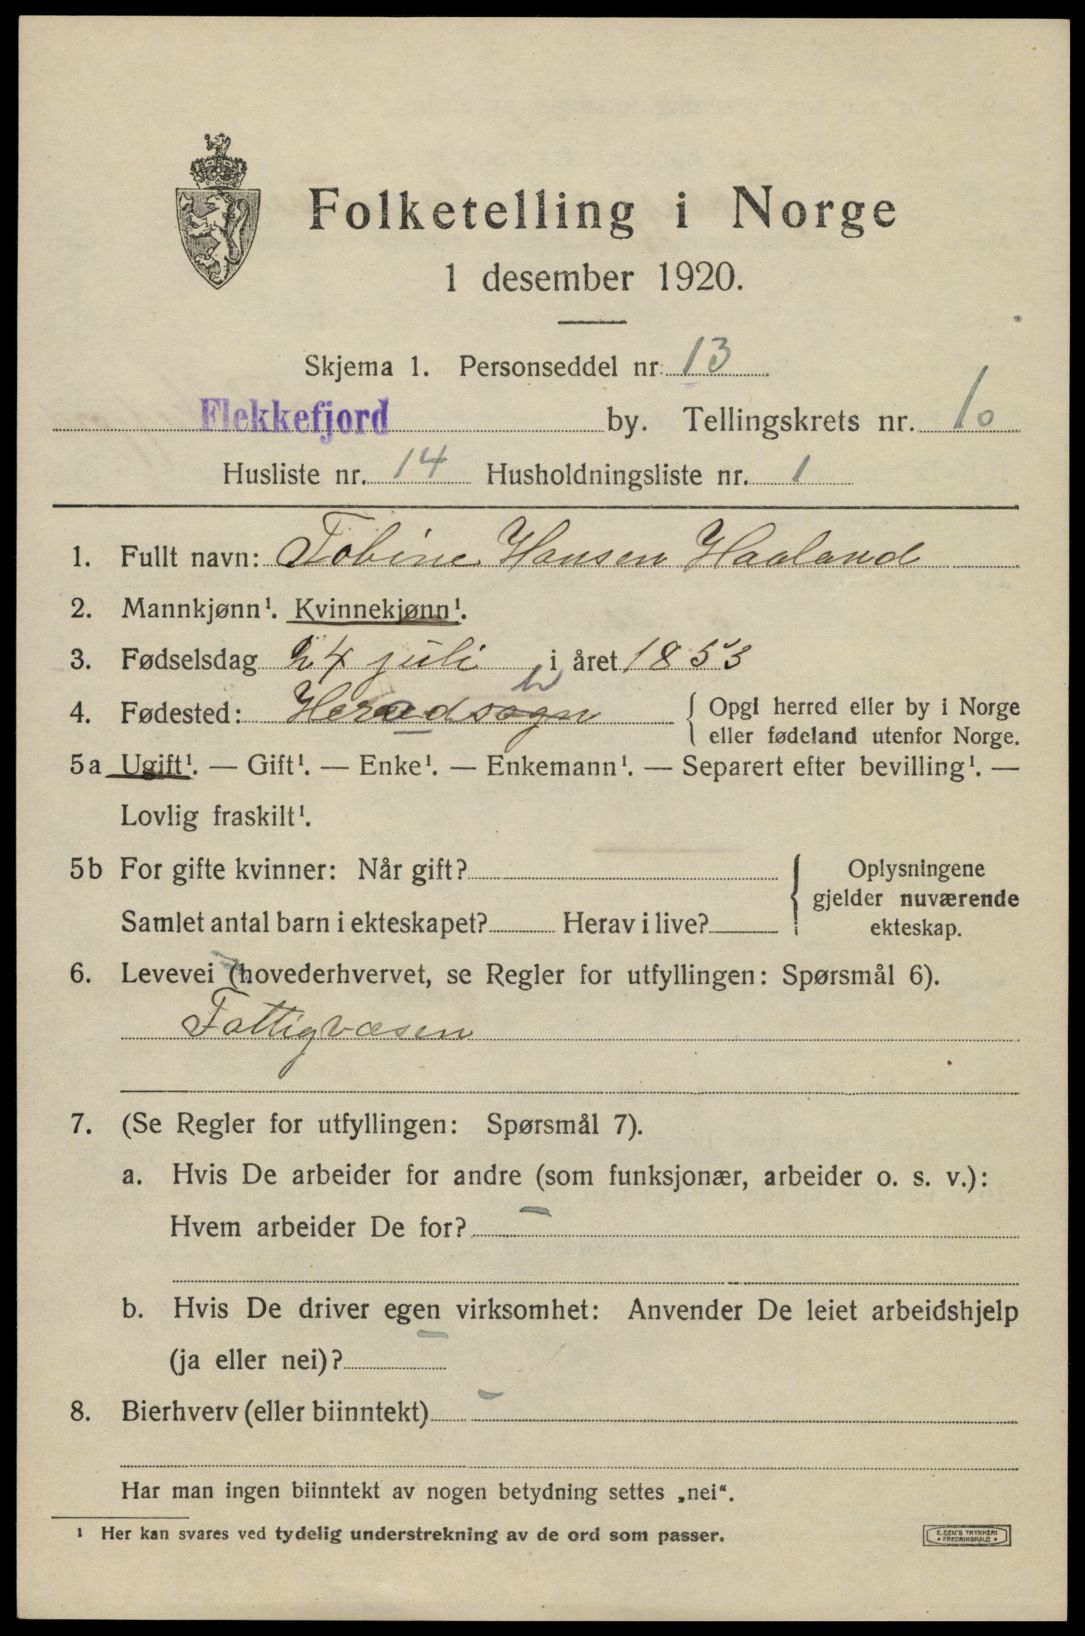 Folketelling i Norge
1 desember 1920.
Skjema 1. Personseddel nr. 13
Flekkefjord by. Tellingskrets nr. 10
Husliste nr. 14 Husholdningsliste nr. 1
1. Fullt navn: Tobine Hansen Haaland
2. Mannkjønn¹. Kvinnekjønn¹.
3. Fødselsdag 24 juli i året 1853
4. Fødested: Heradsogn
{ Opgi herred eller by i Norge
eller fødeland utenfor Norge.
5a Ugift¹. — Gift¹. — Enke¹. — Enkemann¹. — Separert efter bevilling¹. —
Lovlig fraskilt¹.
5b For gifte kvinner: Når gift?
Samlet antal barn i ekteskapet? Herav i live?
{ Oplysningene
gjelder nuværende
ekteskap.
6. Levevei (hovederhvervet, se Regler for utfyllingen: Spørsmål 6).
Fattigvæsen
7. (Se Regler for utfyllingen: Spørsmål 7).
a. Hvis De arbeider for andre (som funksjonær, arbeider o. s. v.):
Hvem arbeider De for? —
b. Hvis De driver egen virksomhet: Anvender De leiet arbeidshjelp
(ja eller nei)? —
8. Bierhverv (eller biinntekt) —
Har man ingen biinntekt av nogen betydning settes „nei“.
¹ Her kan svares ved tydelig understrekning av de ord som passer.
E. SEM'S TRYKKERI
• FREDRIKSHALD •